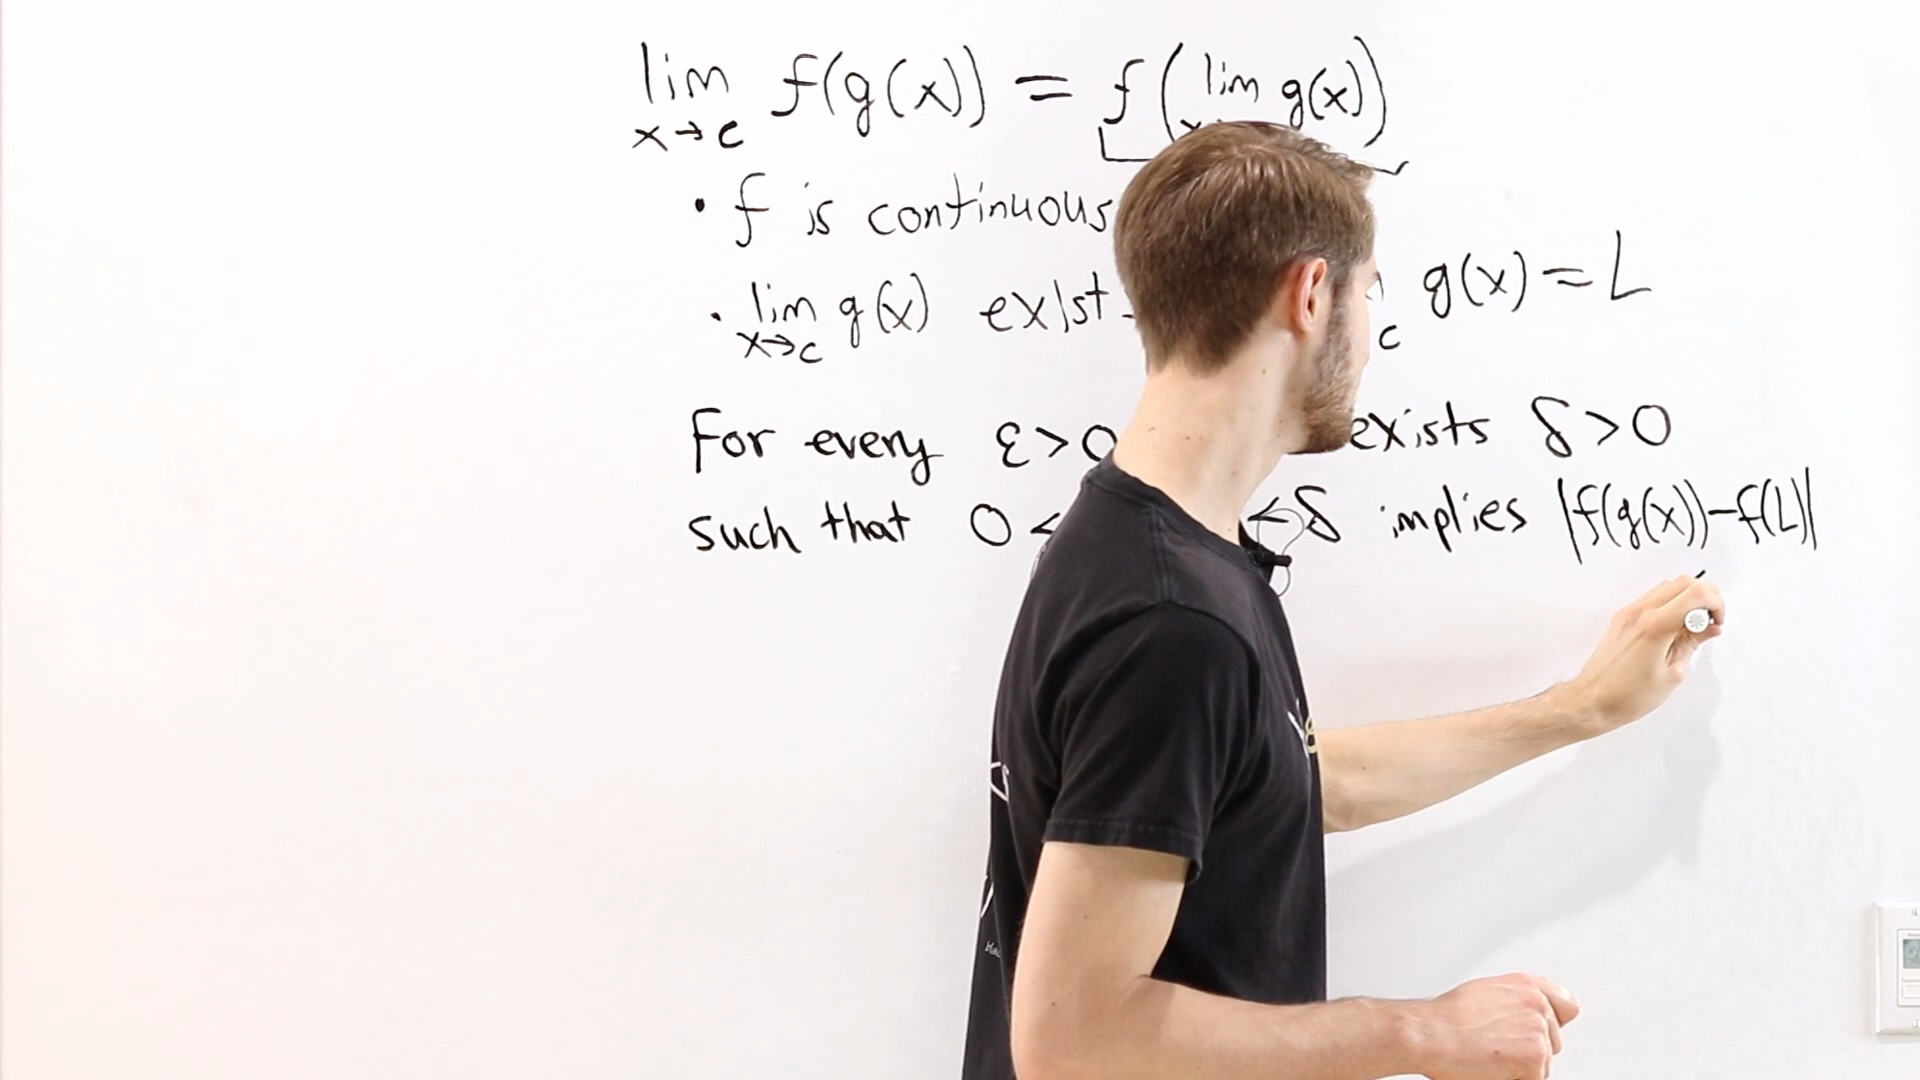 lim f(g(x)) = f(lim g(x))
x→c
• f is continuous
• lim g(x) exist g(x) = L
x→c c
For every ε>0 exists δ>0
such that 0 < <δ implies |f(g(x))-f(L)|